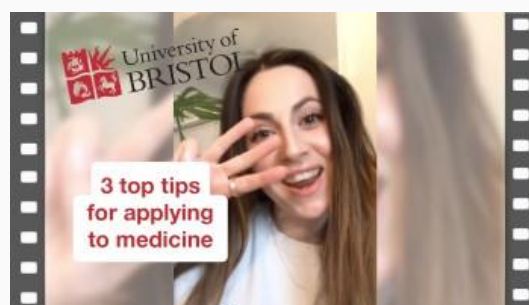 University of
BRISTOL
3 top tips
for applying
to medicine